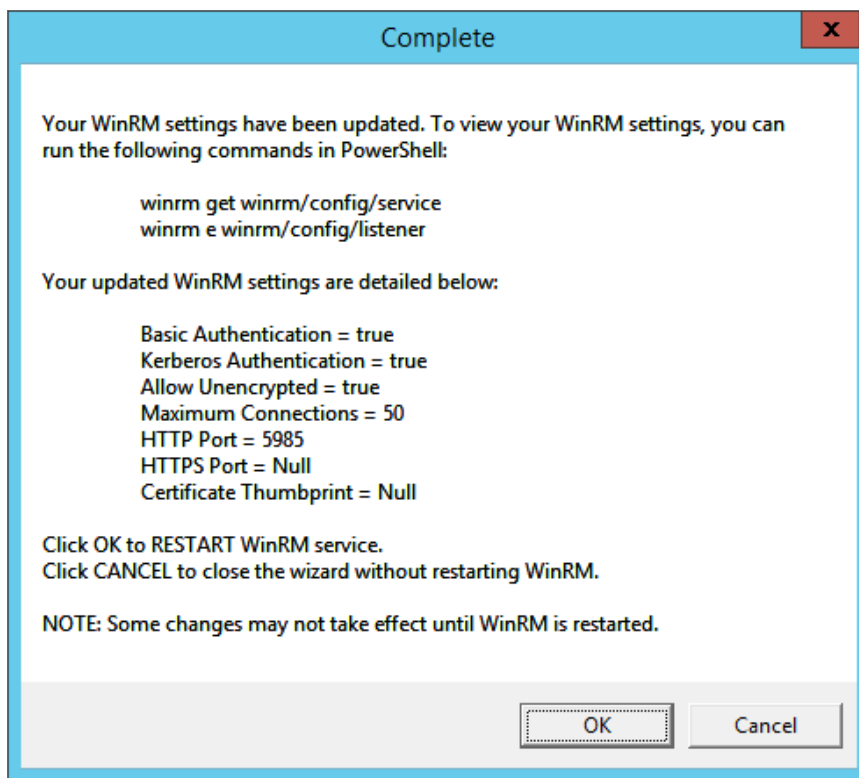 Complete
x
Your WinRM settings have been updated. To view your WinRM settings, you can
run the following commands in PowerShell:
winrm get winrm/config/service
winrm e winrm/config/listener
Your updated WinRM settings are detailed below:
Basic Authentication = true
Kerberos Authentication = true
Allow Unencrypted = true
Maximum Connections = 50
HTTP Port = 5985
HTTPS Port = Null
Certificate Thumbprint = Null
Click OK to RESTART WinRM service.
Click CANCEL to close the wizard without restarting WinRM.
NOTE: Some changes may not take effect until WinRM is restarted.
OK Cancel